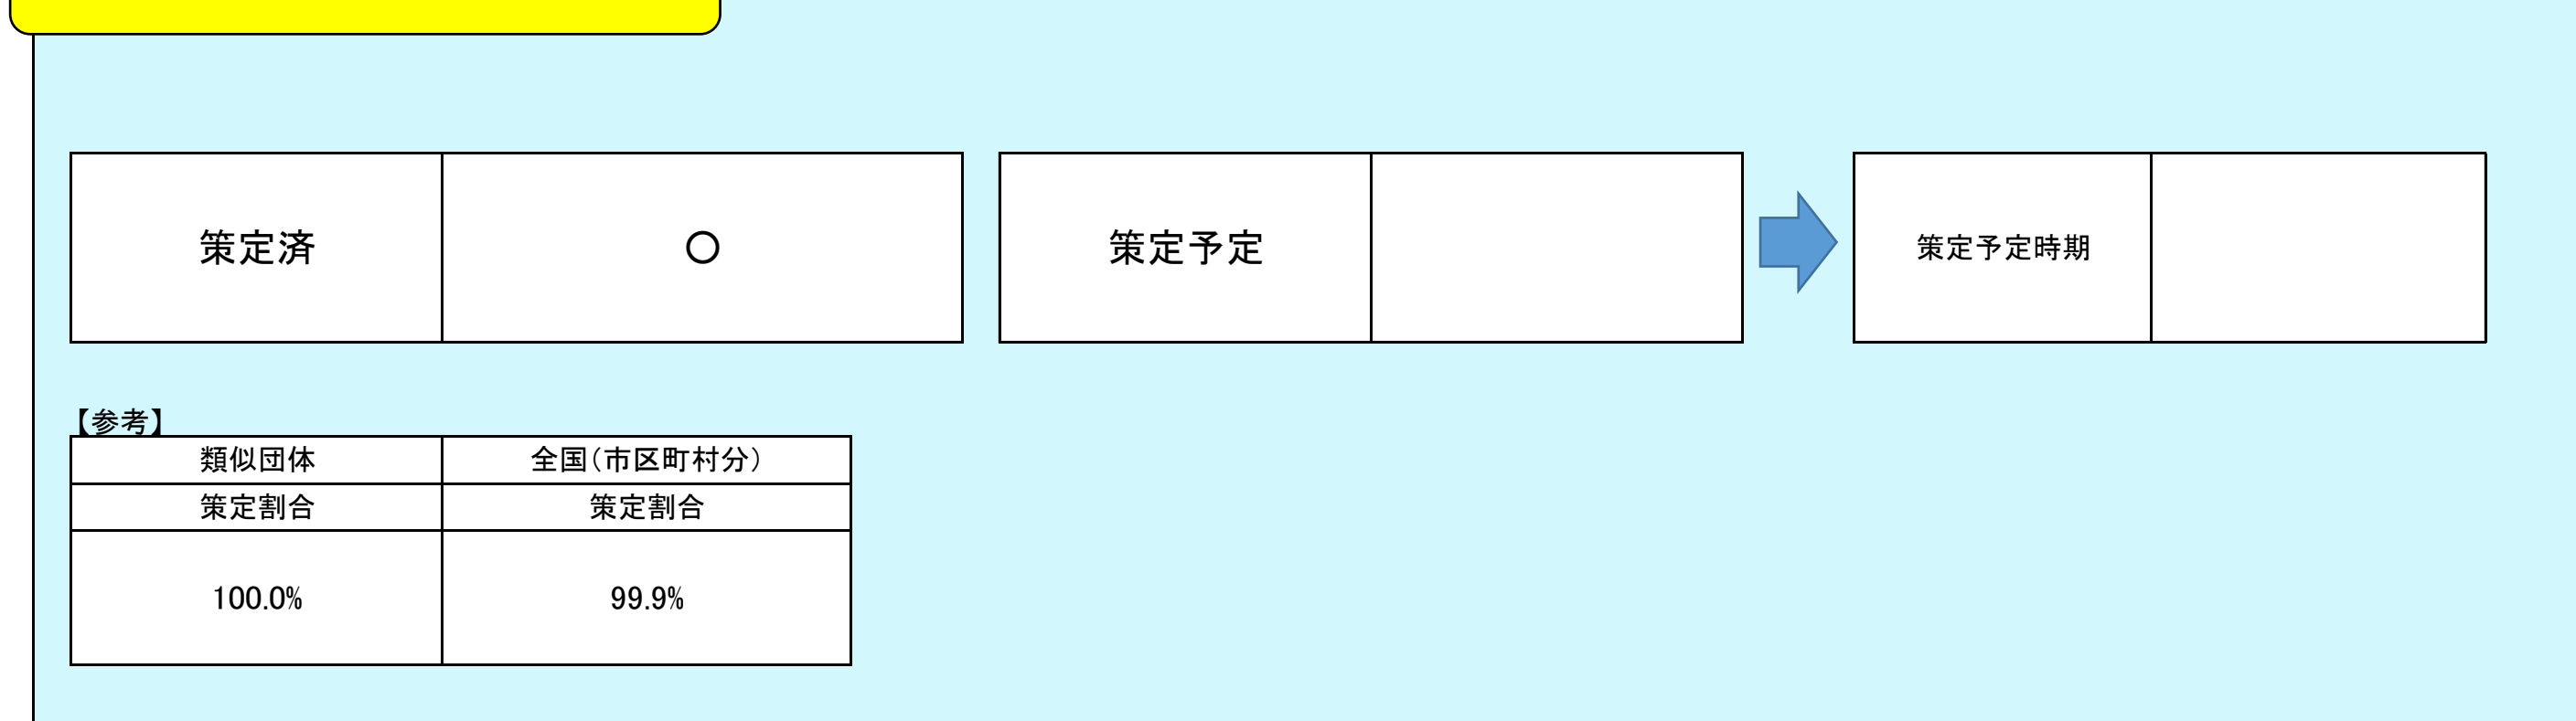 策定済 ○ 策定予定 策定予定時期
【参考】
類似団体 全国(市区町村分)
策定割合 策定割合
100.0% 99.9%